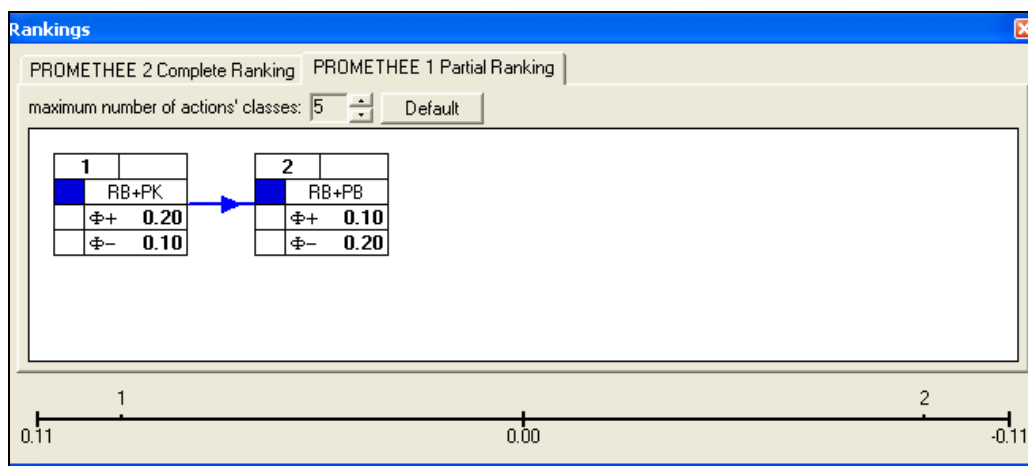 Rankings
PROMETHEE 2 Complete Ranking PROMETHEE 1 Partial Ranking
maximum number of actions' classes: 5 Default
1 2
RB+PK RB+PB
Φ+ 0.20 Φ+ 0.10
Φ− 0.10 Φ− 0.20
1 2
0.11 0.00 -0.11